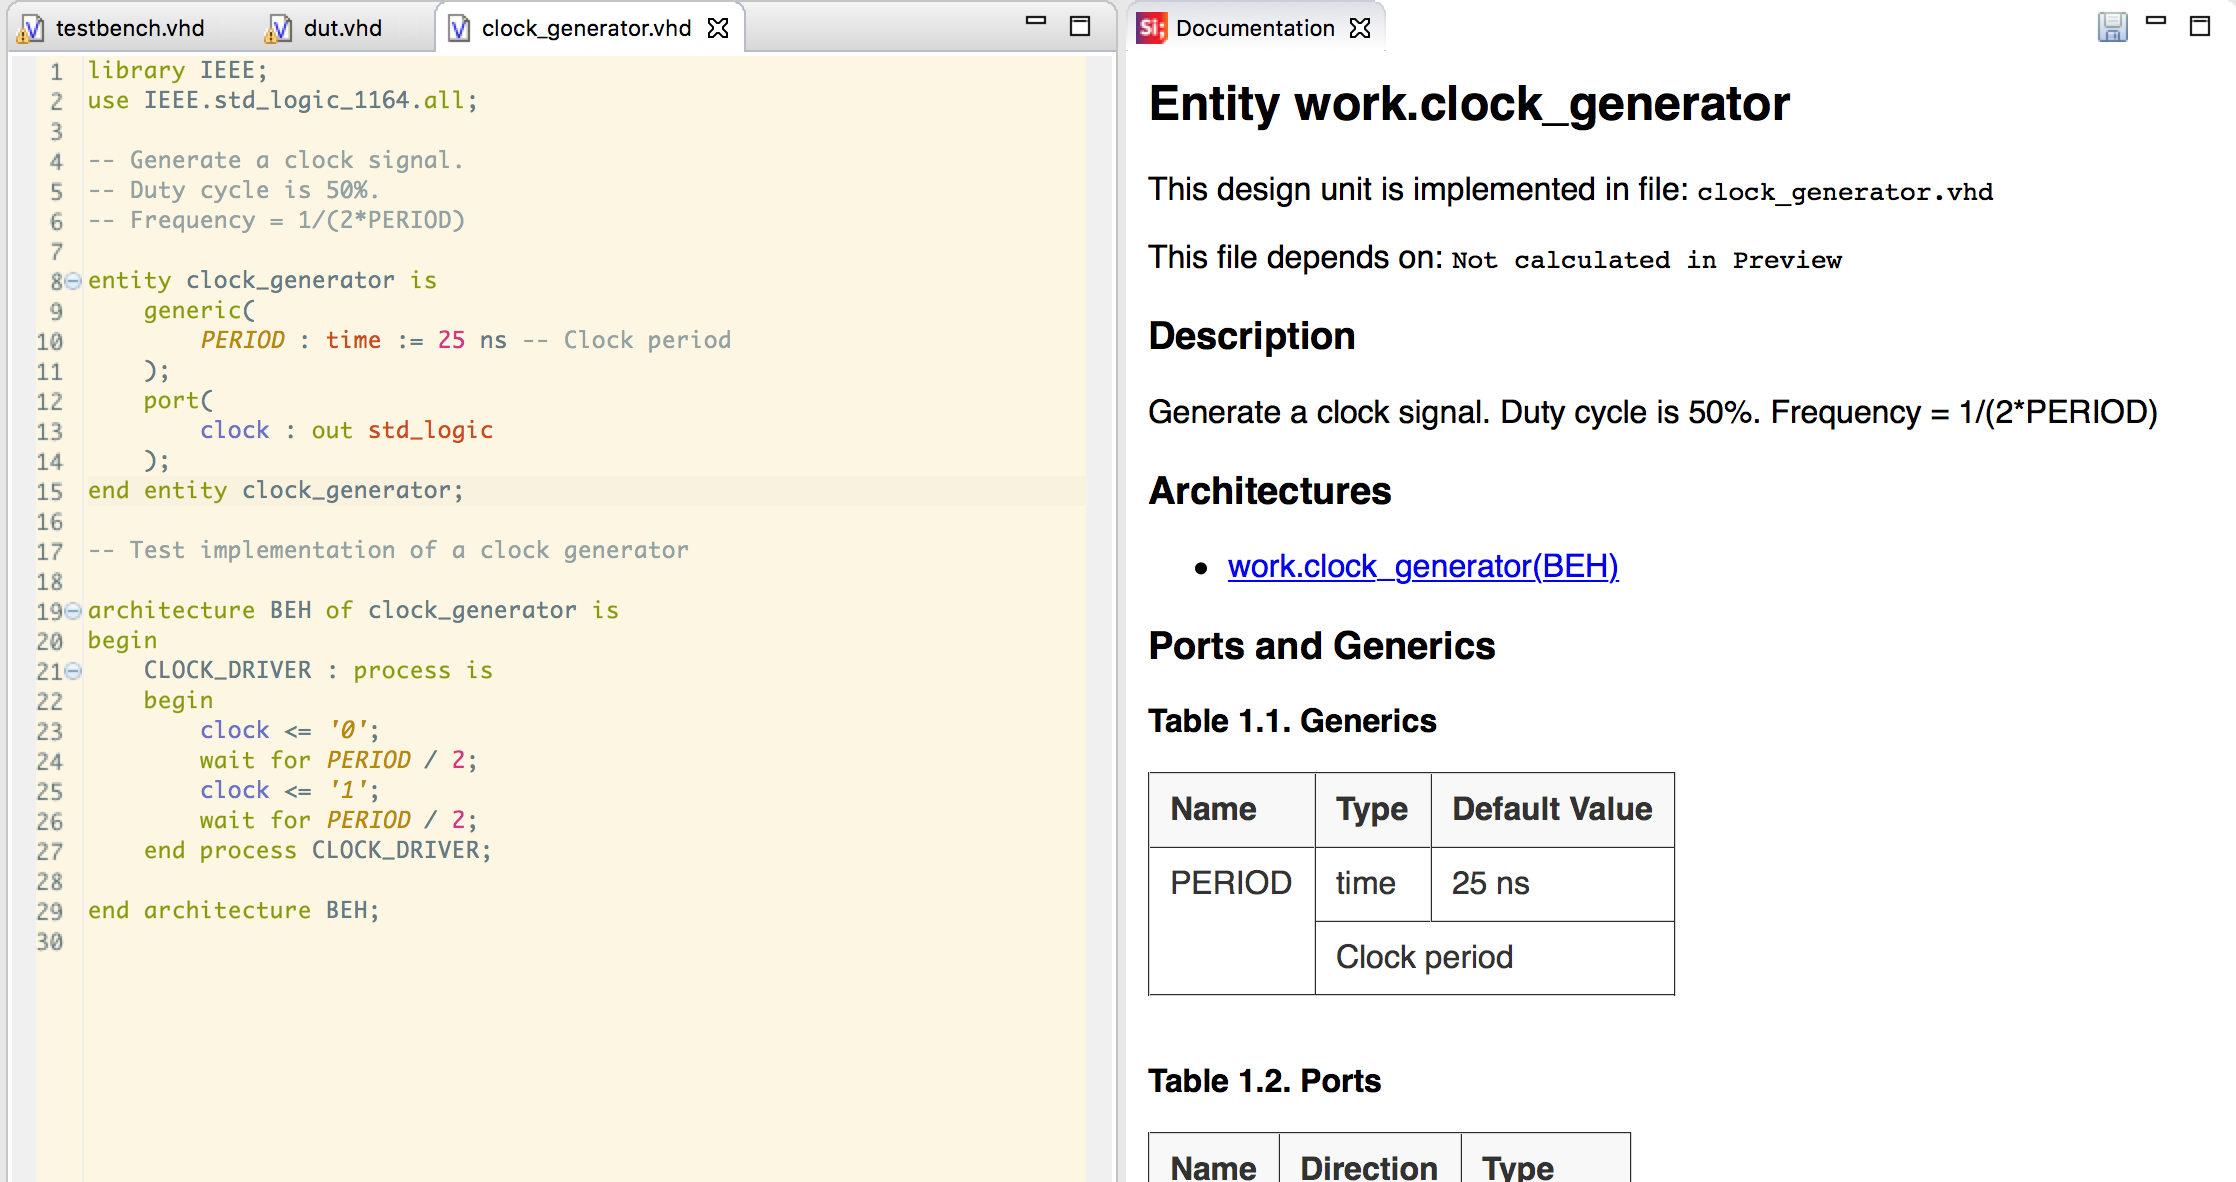 testbench.vhd dut.vhd clock_generator.vhd
1 library IEEE;
2 use IEEE.std_logic_1164.all;
3
4 -- Generate a clock signal.
5 -- Duty cycle is 50%.
6 -- Frequency = 1/(2*PERIOD)
7
8 entity clock_generator is
9 generic(
10 PERIOD : time := 25 ns -- Clock period
11 );
12 port(
13 clock : out std_logic
14 );
15 end entity clock_generator;
16
17 -- Test implementation of a clock generator
18
19 architecture BEH of clock_generator is
20 begin
21 CLOCK_DRIVER : process is
22 begin
23 clock <= '0';
24 wait for PERIOD / 2;
25 clock <= '1';
26 wait for PERIOD / 2;
27 end process CLOCK_DRIVER;
28
29 end architecture BEH;
30
Si; Documentation
Entity work.clock_generator
This design unit is implemented in file: clock_generator.vhd
This file depends on: Not calculated in Preview
Description
Generate a clock signal. Duty cycle is 50%. Frequency = 1/(2*PERIOD)
Architectures
• work.clock_generator(BEH)
Ports and Generics
Table 1.1. Generics
Name Type Default Value
PERIOD time 25 ns
Clock period
Table 1.2. Ports
Name Direction Type